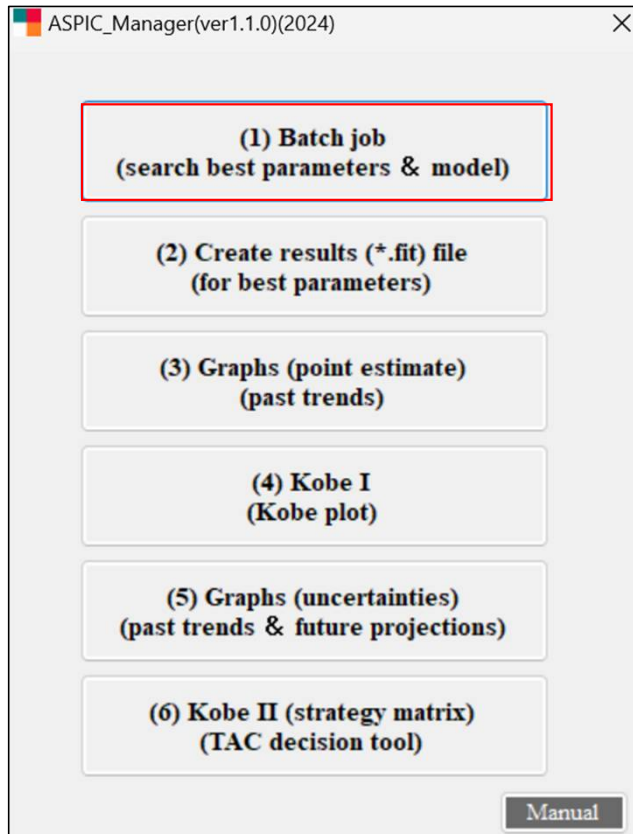 ASPIC_Manager(ver1.1.0)(2024)
(1) Batch job
(search best parameters & model)
(2) Create results (*.fit) file
(for best parameters)
(3) Graphs (point estimate)
(past trends)
(4) Kobe I
(Kobe plot)
(5) Graphs (uncertainties)
(past trends & future projections)
(6) Kobe II (strategy matrix)
(TAC decision tool)
Manual